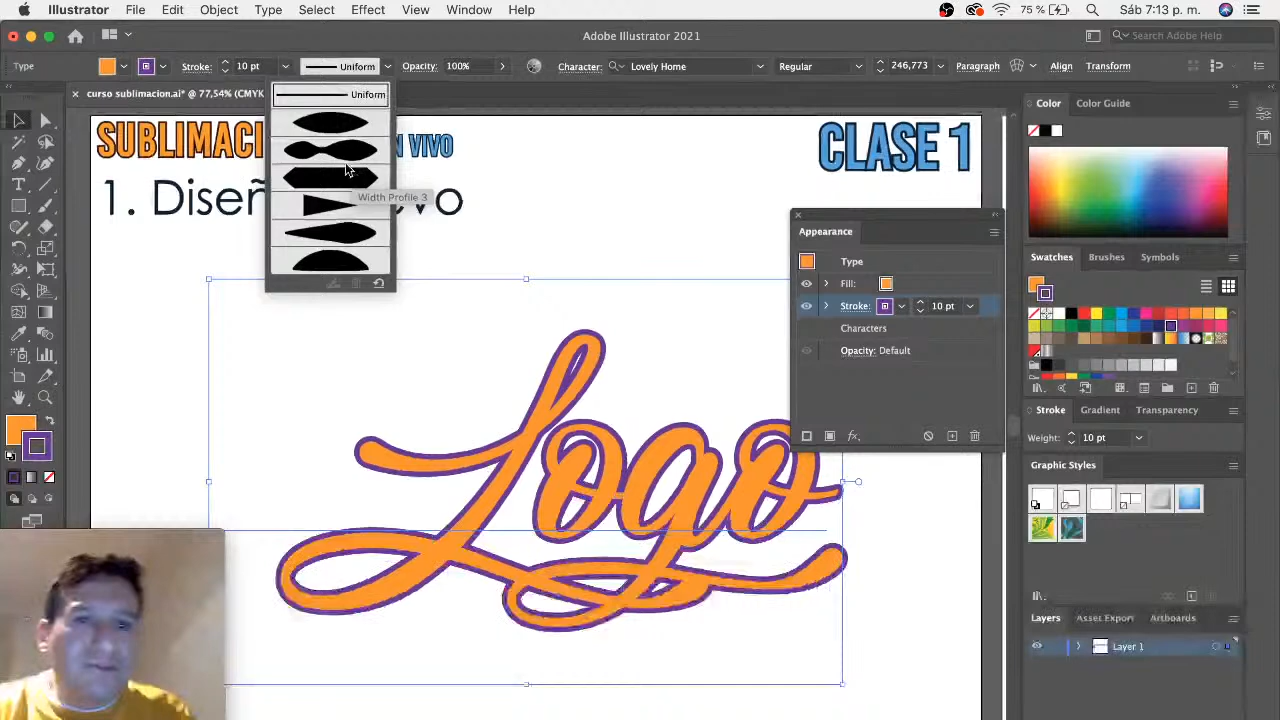 Illustrator File Edit Object Type Select Effect View Window Help 75 % Sáb 7:13 p. m.
Adobe Illustrator 2021
Search Adobe Help
Type Stroke: 10 pt Uniform Opacity: 100% Character: Lovely Home Regular 246,773 Paragraph Align Transform
curso sublimacion.ai* @ 77,54% (CMYK
Uniform
Width Profile 3
SUBLIMACI N VIVO
CLASE 1
1. Diseñ vo
Logo
Appearance
Type
Fill:
Stroke: 10 pt
Characters
Opacity: Default
fx
Color Color Guide
Swatches Brushes Symbols
Stroke Gradient Transparency
Weight: 10 pt
Graphic Styles
Layers Asset Export Artboards
Layer 1